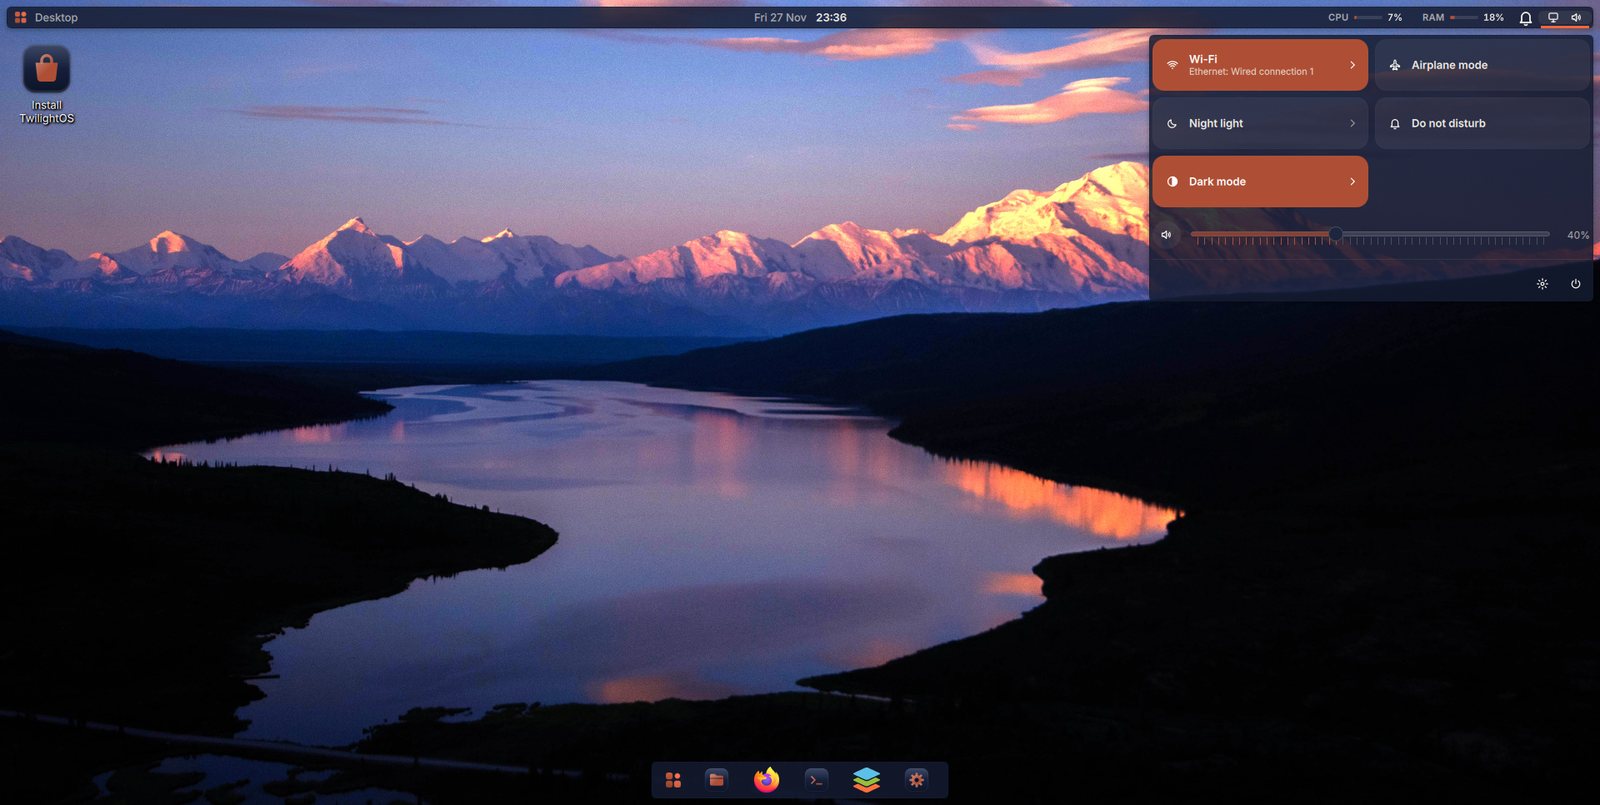 Desktop
Fri 27 Nov 23:36
CPU 7% RAM 18%
Install
TwilightOS
Wi-Fi
Ethernet: Wired connection 1
Airplane mode
Night light
Do not disturb
Dark mode
40%